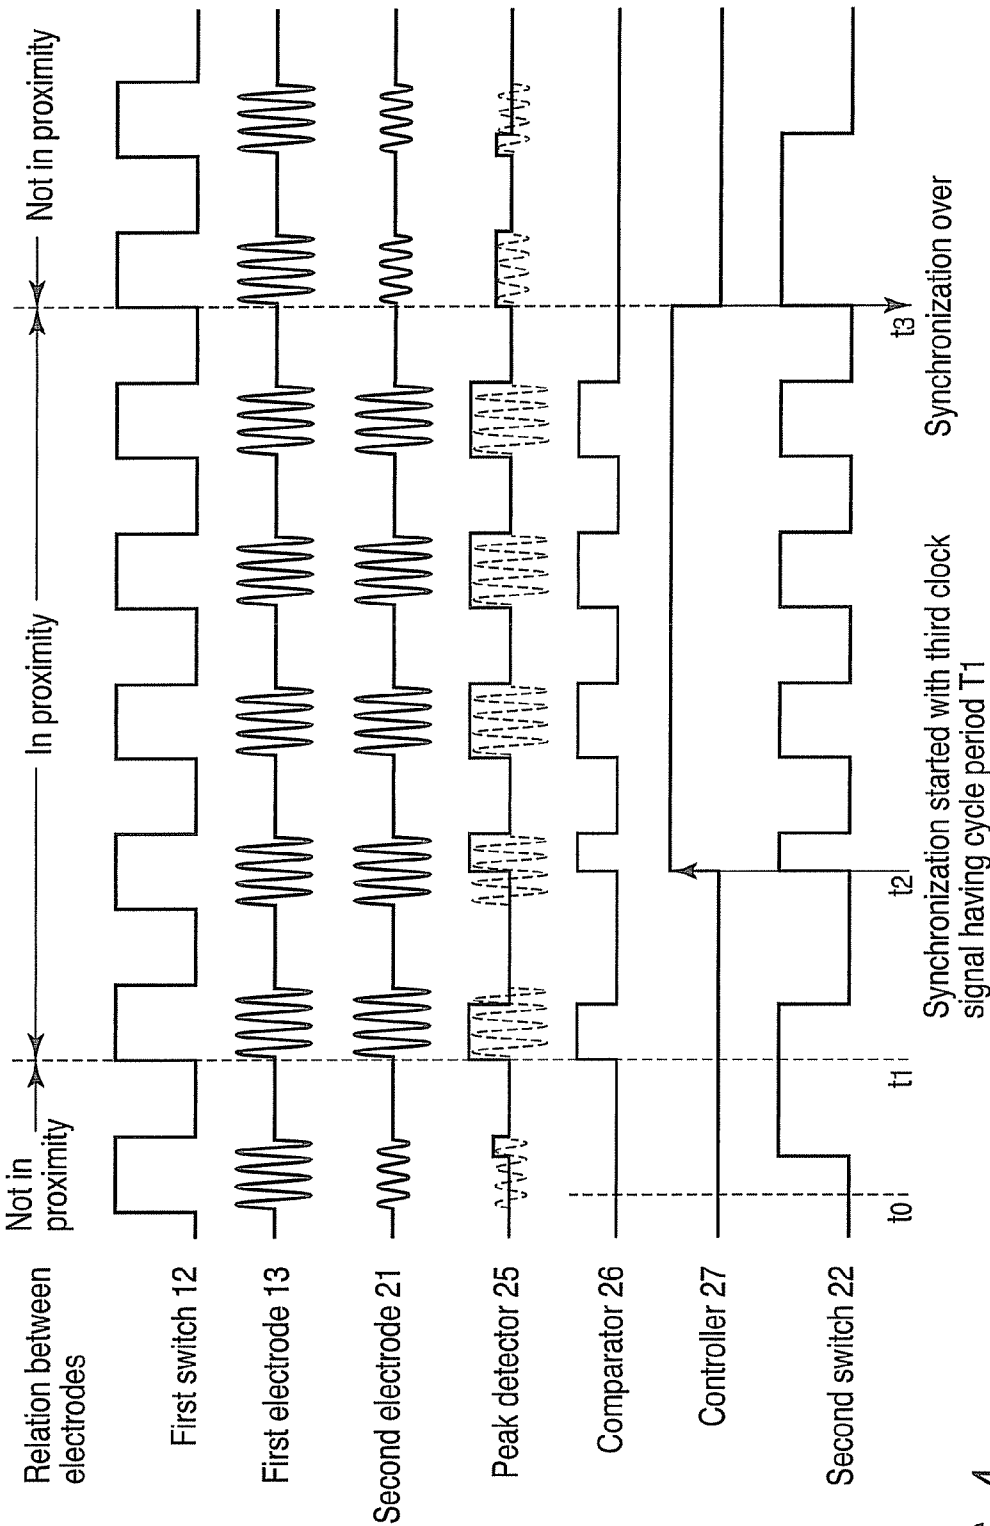 Relation between
electrodes
Not in
proximity
In proximity
Not in proximity
First switch 12
First electrode 13
Second electrode 21
Peak detector 25
Comparator 26
Controller 27
Second switch 22
t0
t1
t2
t3
Synchronization started with third clock
signal having cycle period T1
Synchronization over